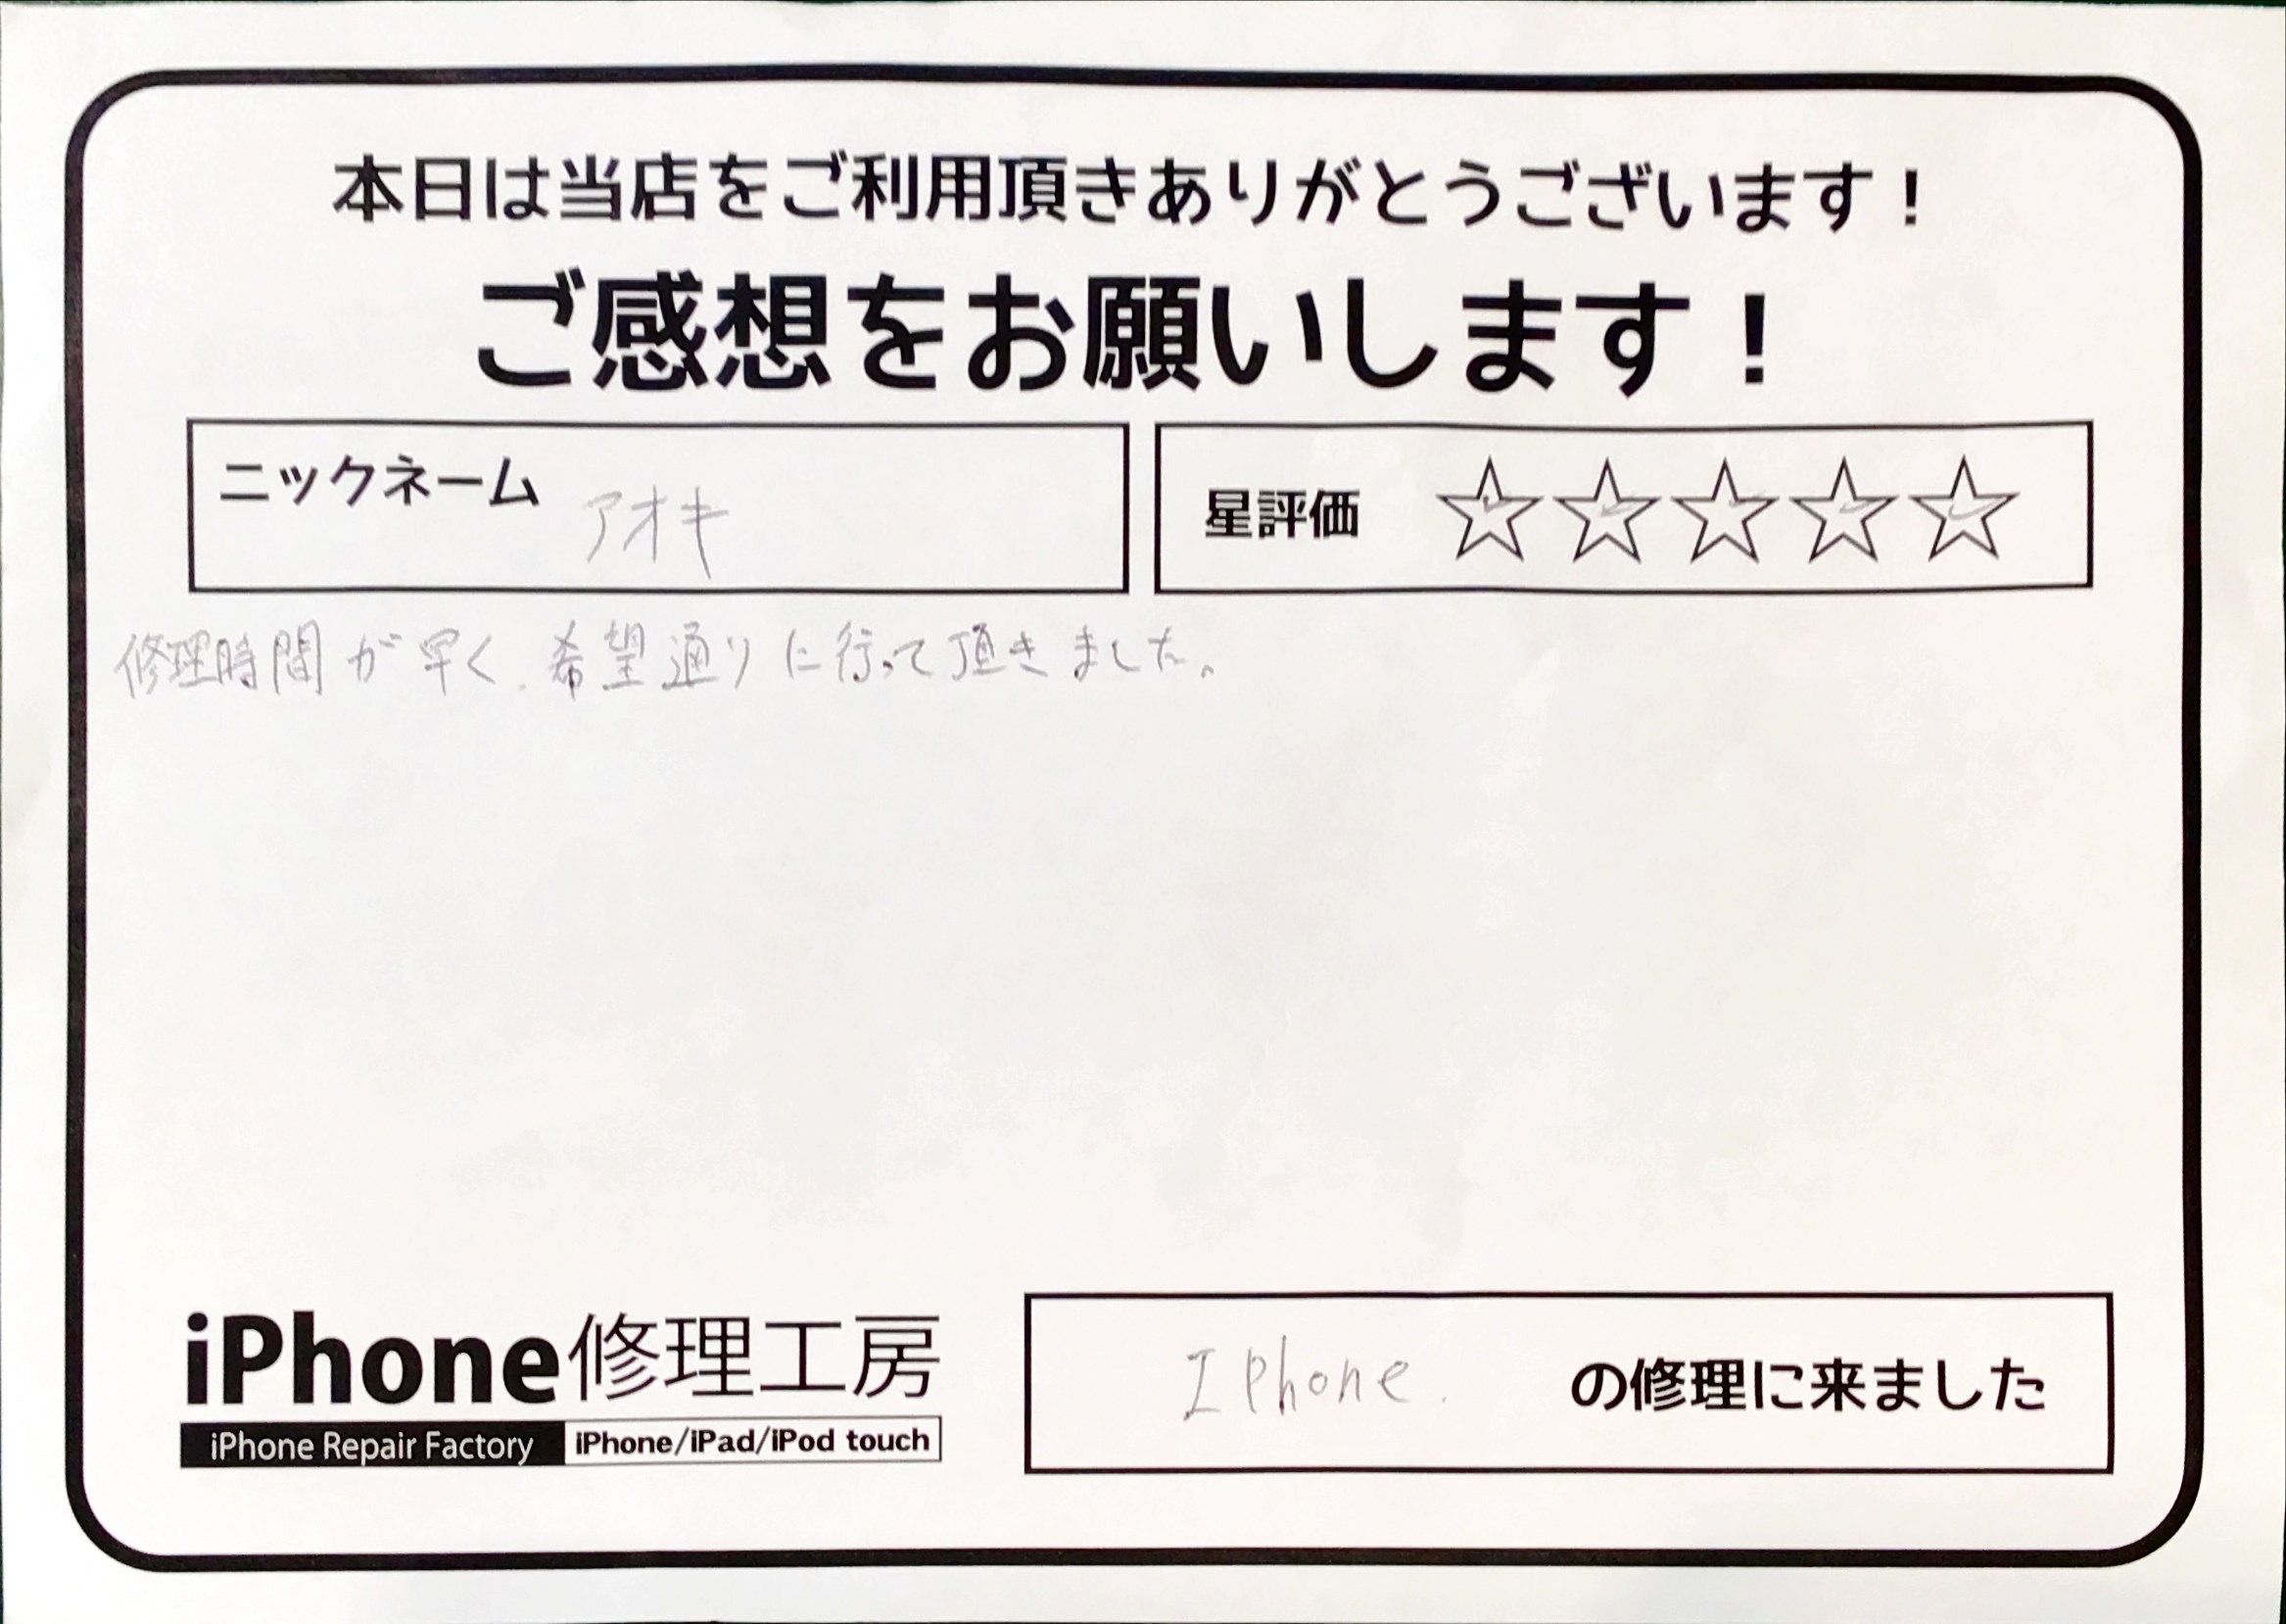 本日は当店をご利用頂きありがとうございます！
ご感想をお願いします！
ニックネーム アオキ
星評価 ☆☆☆☆☆
修理時間が早く、希望通りに行って頂きました。
iPhone修理工房
iPhone Repair Factory iPhone/iPad/iPod touch
IPhone. の修理に来ました